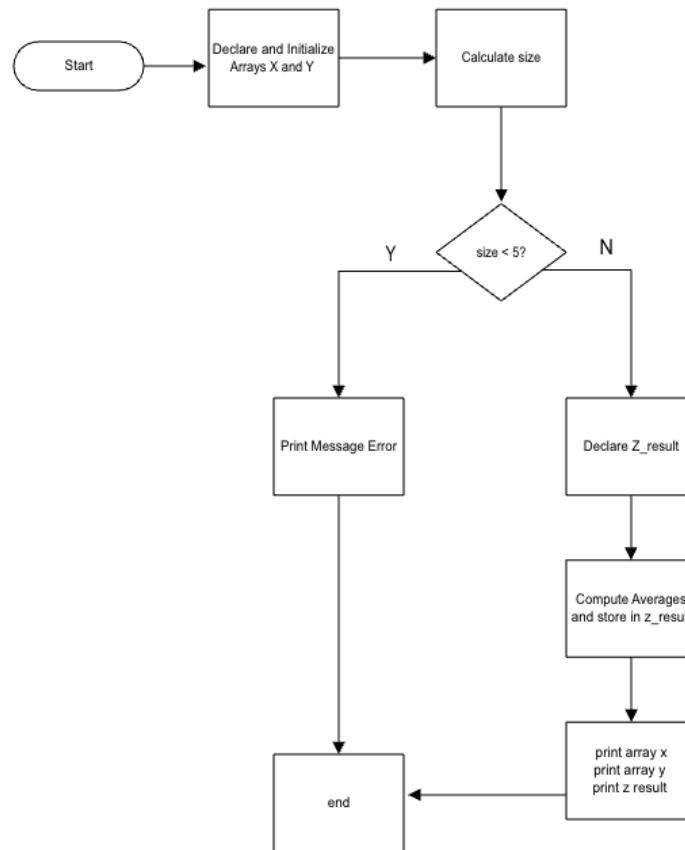 Start
Declare and Initialize
Arrays X and Y
Calculate size
size < 5?
Y
N
Print Message Error
Declare Z_result
Compute Averages
and store in z_resul
print array x
print array y
print z result
end